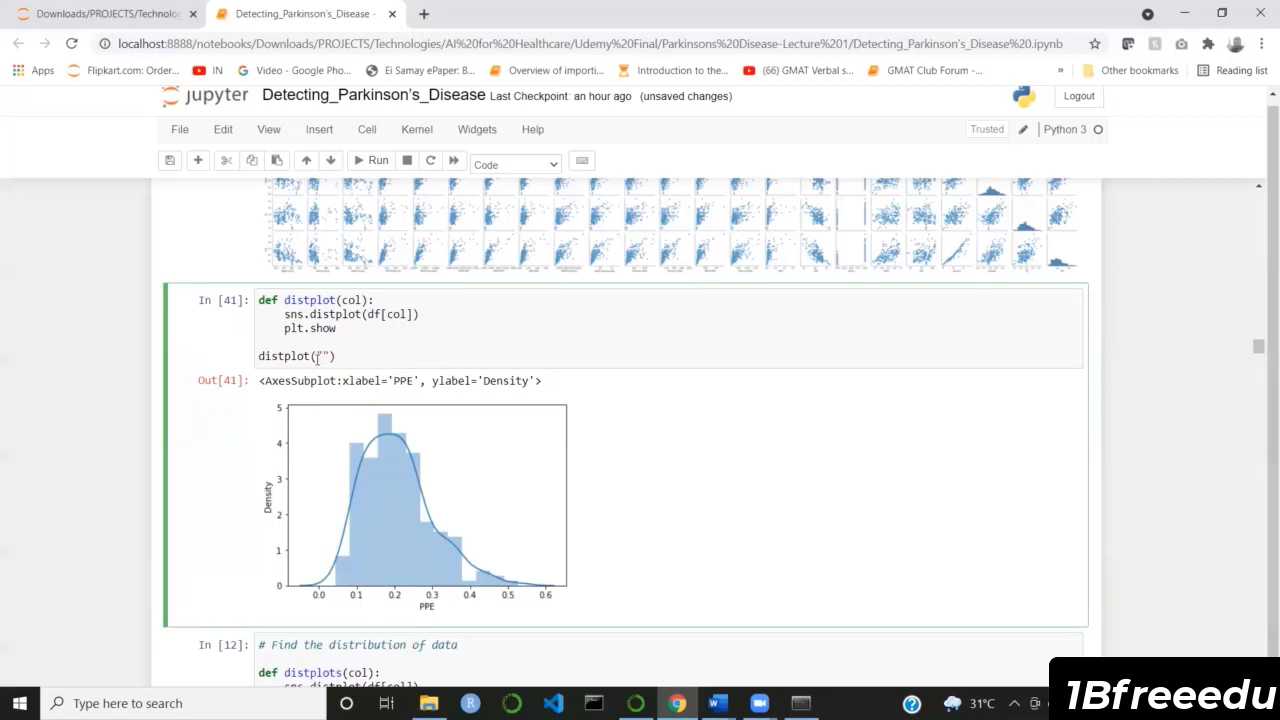 Downloads/PROJECTS/Technolog
Detecting_Parkinson's_Disease -
localhost:8888/notebooks/Downloads/PROJECTS/Technologies/AI%20for%20Healthcare/Udemy%20Final/Parkinsons%20Disease-Lecture%201/Detecting_Parkinson's_Disease%20.ipynb
Apps Flipkart.com: Order... IN Video - Google Pho... Ei Samay ePaper: B... Overview of importi... Introduction to the... (66) GMAT Verbal s... GMAT Club Forum -... » Other bookmarks Reading list
jupyter Detecting_Parkinson's_Disease Last Checkpoint: an hour ago (unsaved changes) Logout
File Edit View Insert Cell Kernel Widgets Help Trusted Python 3
Run Code
In [41]: def distplot(col):
sns.distplot(df[col])
plt.show
distplot("")
Out[41]: <AxesSubplot:xlabel='PPE', ylabel='Density'>
5
4
3
2
1
0
Density
0.0 0.1 0.2 0.3 0.4 0.5 0.6
PPE
In [12]: # Find the distribution of data
def distplots(col):
sns.distplot(df[col])
Type here to search
31°C
1Bfreeedu